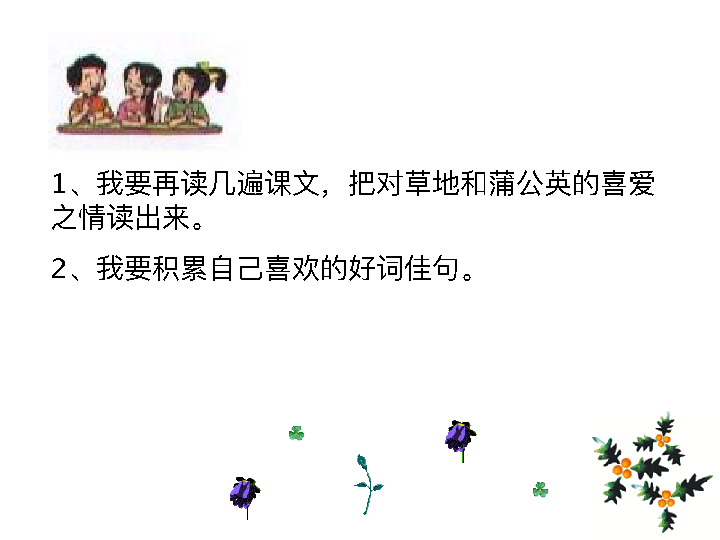 1、我要再读几遍课文，把对草地和蒲公英的喜爱
之情读出来。
2、我要积累自己喜欢的好词佳句。